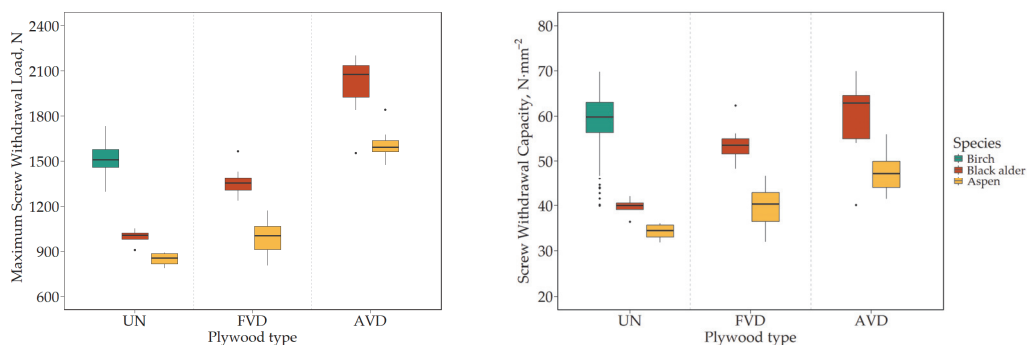 Maximum Screw Withdrawal Load, N
2400
2100
1800
1500
1200
900
600
UN FVD AVD
Plywood type
Screw Withdrawal Capacity, N·mm⁻²
80
70
60
50
40
30
20
UN FVD AVD
Plywood type
Species
Birch
Black alder
Aspen